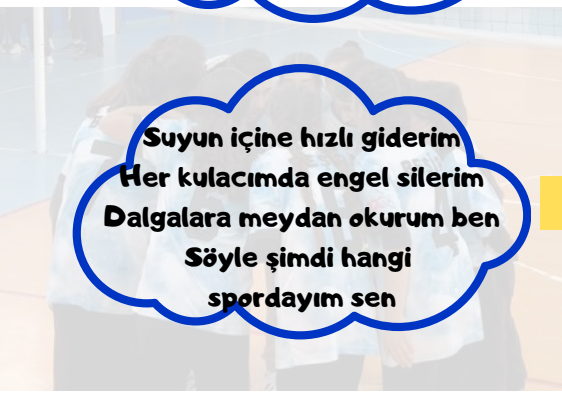 Suyun içine hızlı giderim
Her kulacımda engel silerim
Dalgalara meydan okurum ben
Söyle şimdi hangi
spordayım sen